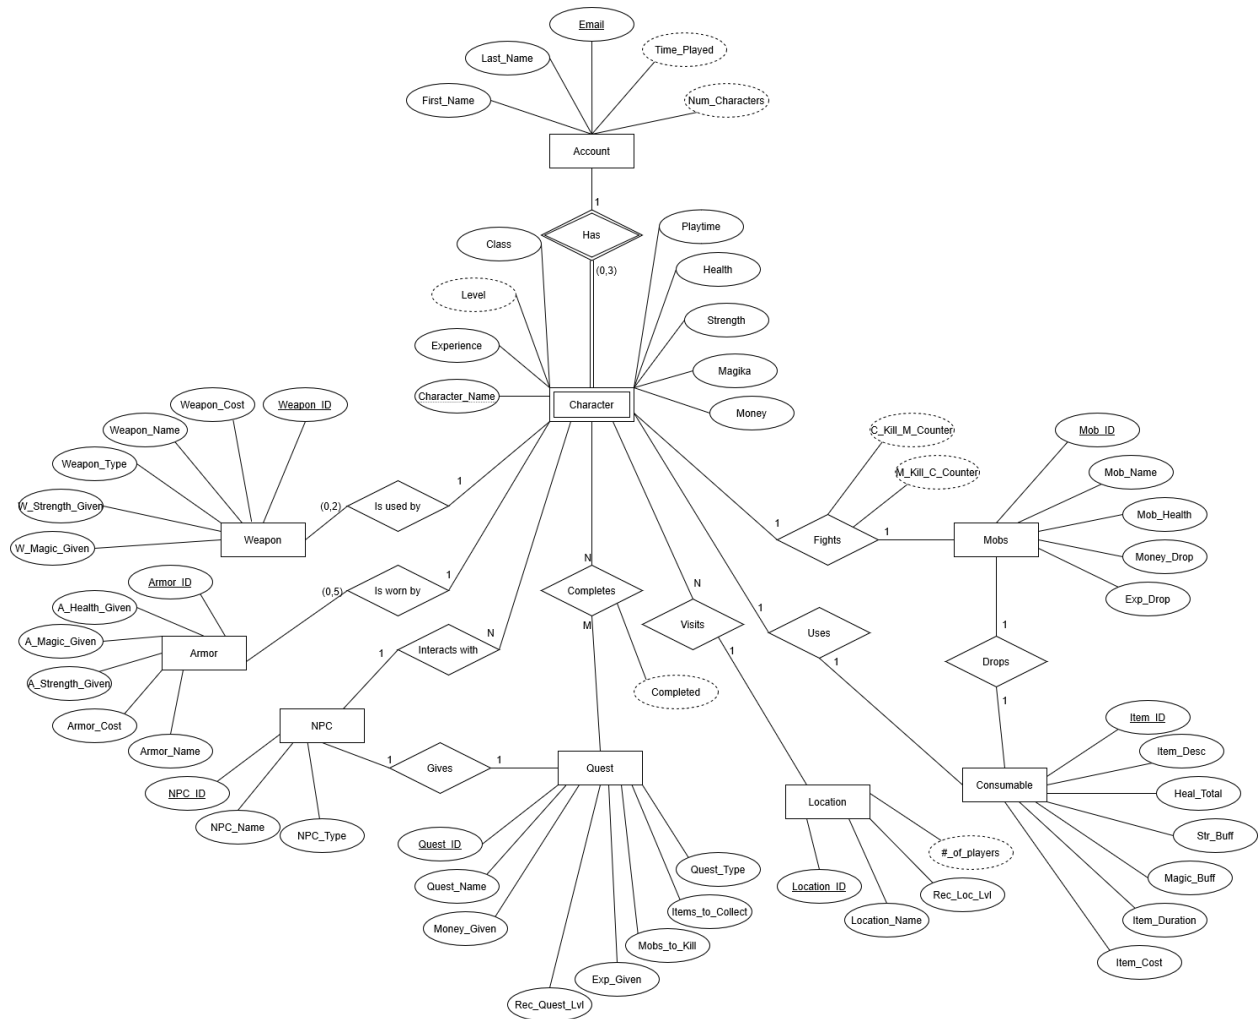 Email
Time_Played
Last_Name
First_Name
Num_Characters
Account
1
Has
(0,3)
Class
Playtime
Level
Health
Experience
Strength
Character_Name
Magika
Character
Money
Weapon_Cost
Weapon_ID
Weapon_Name
Weapon_Type
W_Strength_Given
W_Magic_Given
Weapon
(0,2)
Is used by
1
C_Kill_M_Counter
M_Kill_C_Counter
1
Fights
1
Mob_ID
Mob_Name
Mob_Health
Money_Drop
Exp_Drop
Mobs
Armor_ID
A_Health_Given
A_Magic_Given
A_Strength_Given
Armor_Cost
Armor_Name
Armor
(0,5)
Is worn by
1
N
Completes
M
Completed
N
Visits
1
1
Uses
1
1
Drops
1
1
Interacts with
N
NPC
NPC_ID
NPC_Name
NPC_Type
1
Gives
1
Quest
Quest_ID
Quest_Name
Money_Given
Rec_Quest_Lvl
Exp_Given
Mobs_to_Kill
Items_to_Collect
Quest_Type
Location
Location_ID
Location_Name
Rec_Loc_Lvl
#_of_players
Consumable
Item_ID
Item_Desc
Heal_Total
Str_Buff
Magic_Buff
Item_Duration
Item_Cost